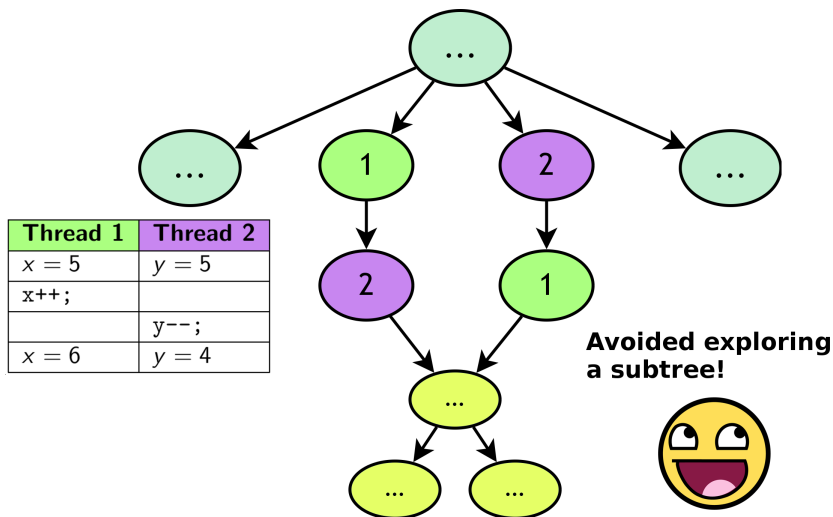 ...
... 1 2 ...
Thread 1 Thread 2
x = 5 y = 5
x++;
y--;
x = 6 y = 4
2 1
Avoided exploring
a subtree!
...
... ...